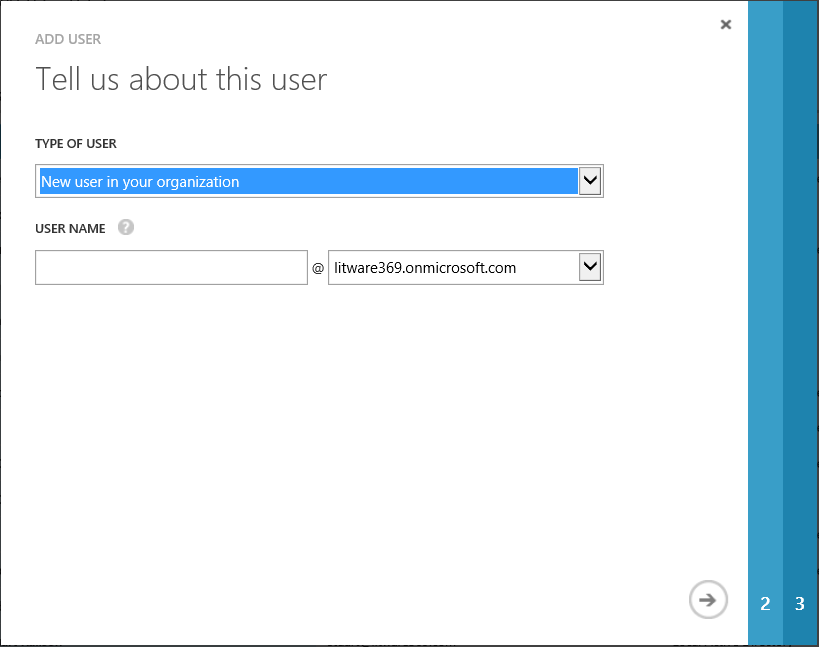 ADD USER
Tell us about this user
TYPE OF USER
New user in your organization
USER NAME ?
@ litware369.onmicrosoft.com
2 3